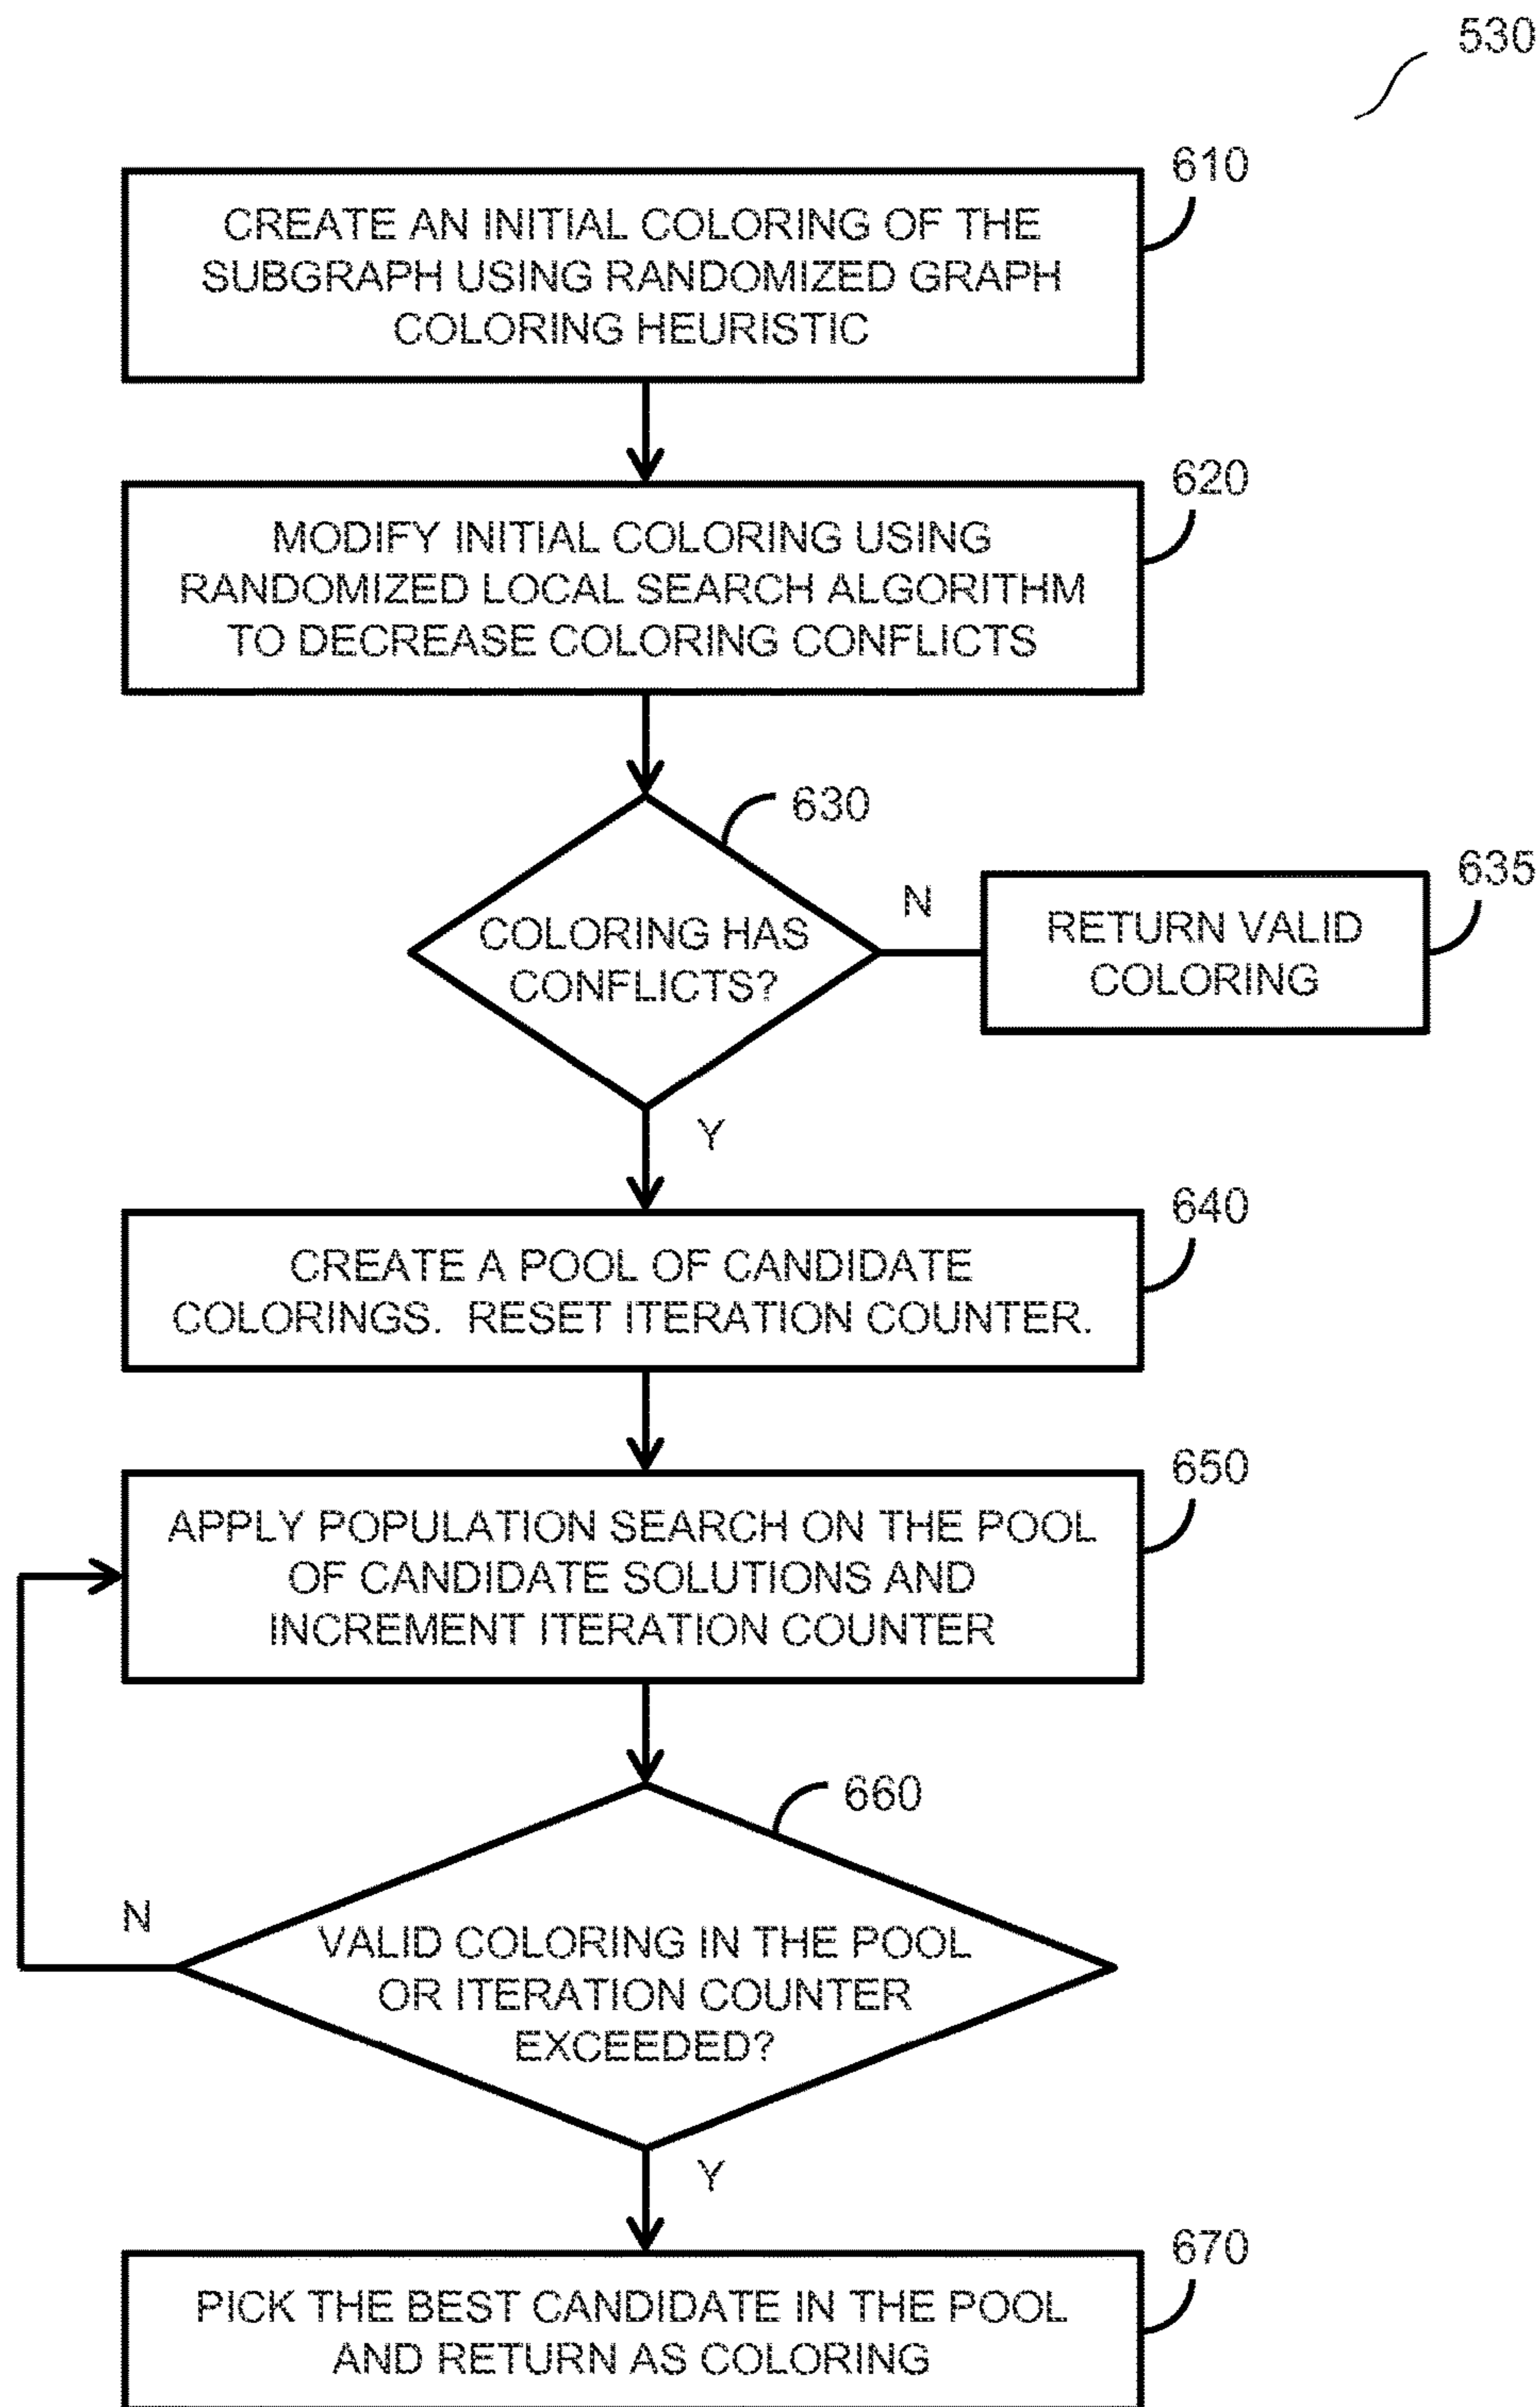 530
610
CREATE AN INITIAL COLORING OF THE
SUBGRAPH USING RANDOMIZED GRAPH
COLORING HEURISTIC
620
MODIFY INITIAL COLORING USING
RANDOMIZED LOCAL SEARCH ALGORITHM
TO DECREASE COLORING CONFLICTS
630
COLORING HAS
CONFLICTS?
N
635
RETURN VALID
COLORING
Y
640
CREATE A POOL OF CANDIDATE
COLORINGS. RESET ITERATION COUNTER.
650
APPLY POPULATION SEARCH ON THE POOL
OF CANDIDATE SOLUTIONS AND
INCREMENT ITERATION COUNTER
660
N
VALID COLORING IN THE POOL
OR ITERATION COUNTER
EXCEEDED?
Y
670
PICK THE BEST CANDIDATE IN THE POOL
AND RETURN AS COLORING